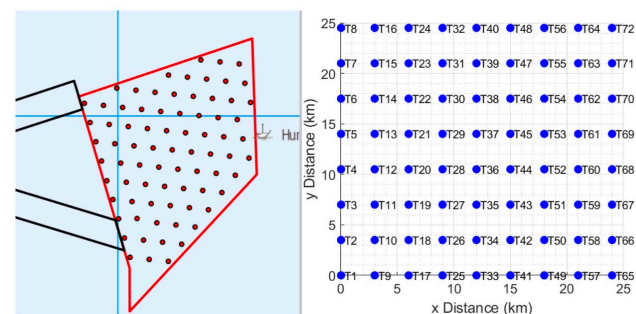 Hur
25
T8 T16 T24 T32 T40 T48 T56 T64 T72
T7 T15 T23 T31 T39 T47 T55 T63 T71
20
T6 T14 T22 T30 T38 T46 T54 T62 T70
15
T5 T13 T21 T29 T37 T45 T53 T61 T69
10
T4 T12 T20 T28 T36 T44 T52 T60 T68
T3 T11 T19 T27 T35 T43 T51 T59 T67
5
T2 T10 T18 T26 T34 T42 T50 T58 T66
0
T1 T9 T17 T25 T33 T41 T49 T57 T65
0 5 10 15 20 25
x Distance (km)
y Distance (km)